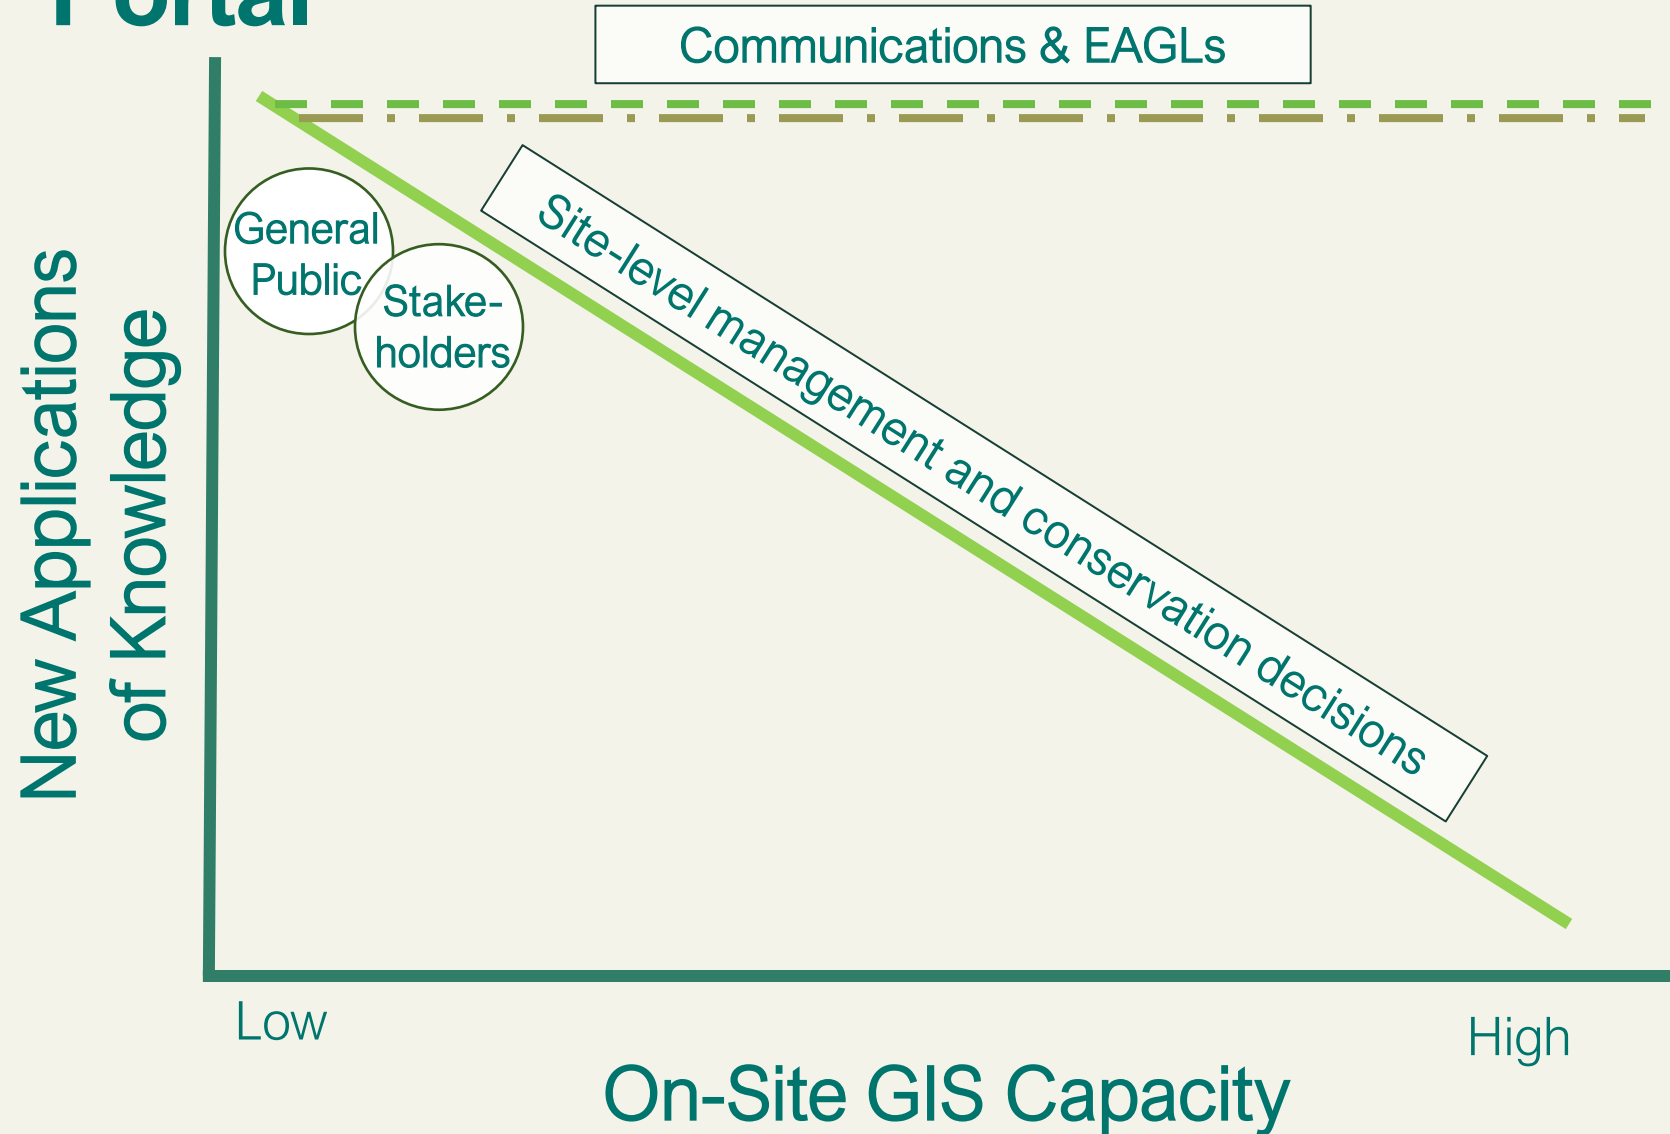 Portal
Communications & EAGLs
General
Public
Stake-
holders
Site-level management and conservation decisions
New Applications
of Knowledge
Low
High
On-Site GIS Capacity